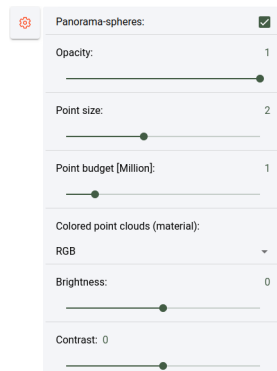 Panorama-spheres:
Opacity: 1
Point size: 2
Point budget [Million]: 1
Colored point clouds (material):
RGB
Brightness: 0
Contrast: 0